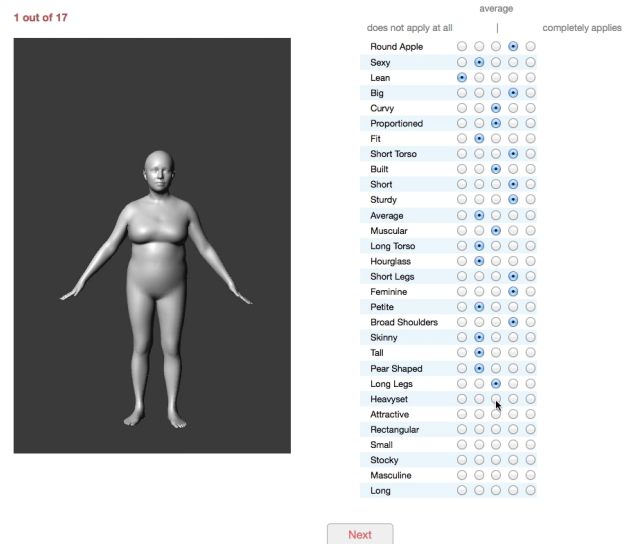 1 out of 17
average
does not apply at all | completely applies
Round Apple
Sexy
Lean
Big
Curvy
Proportioned
Fit
Short Torso
Built
Short
Sturdy
Average
Muscular
Long Torso
Hourglass
Short Legs
Feminine
Petite
Broad Shoulders
Skinny
Tall
Pear Shaped
Long Legs
Heavyset
Attractive
Rectangular
Small
Stocky
Masculine
Long
Next